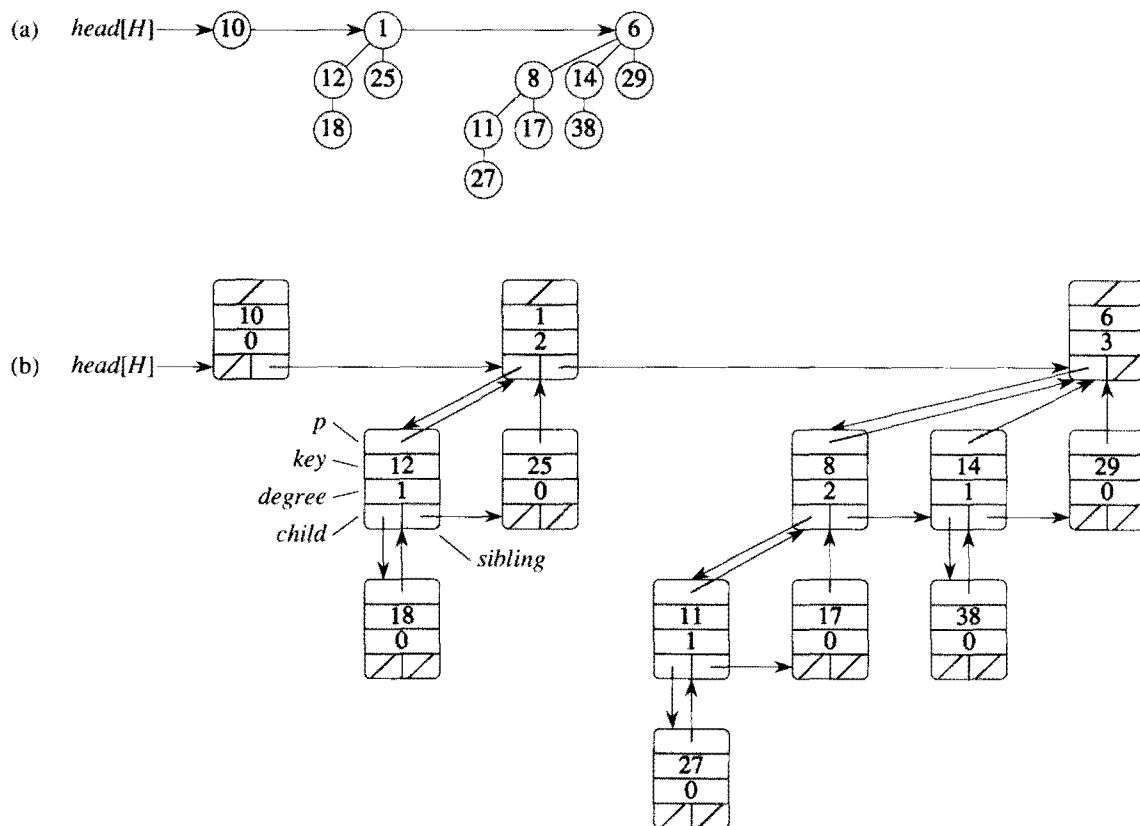 (a) head[H] 10 1 6
12 25 8 14 29
18 11 17 38
27
10 1 6
0 2 3
(b) head[H]
p
key 12 25 8 14 29
degree 1 0 2 1 0
child
sibling
18 11 17 38
0 1 0 0
27
0